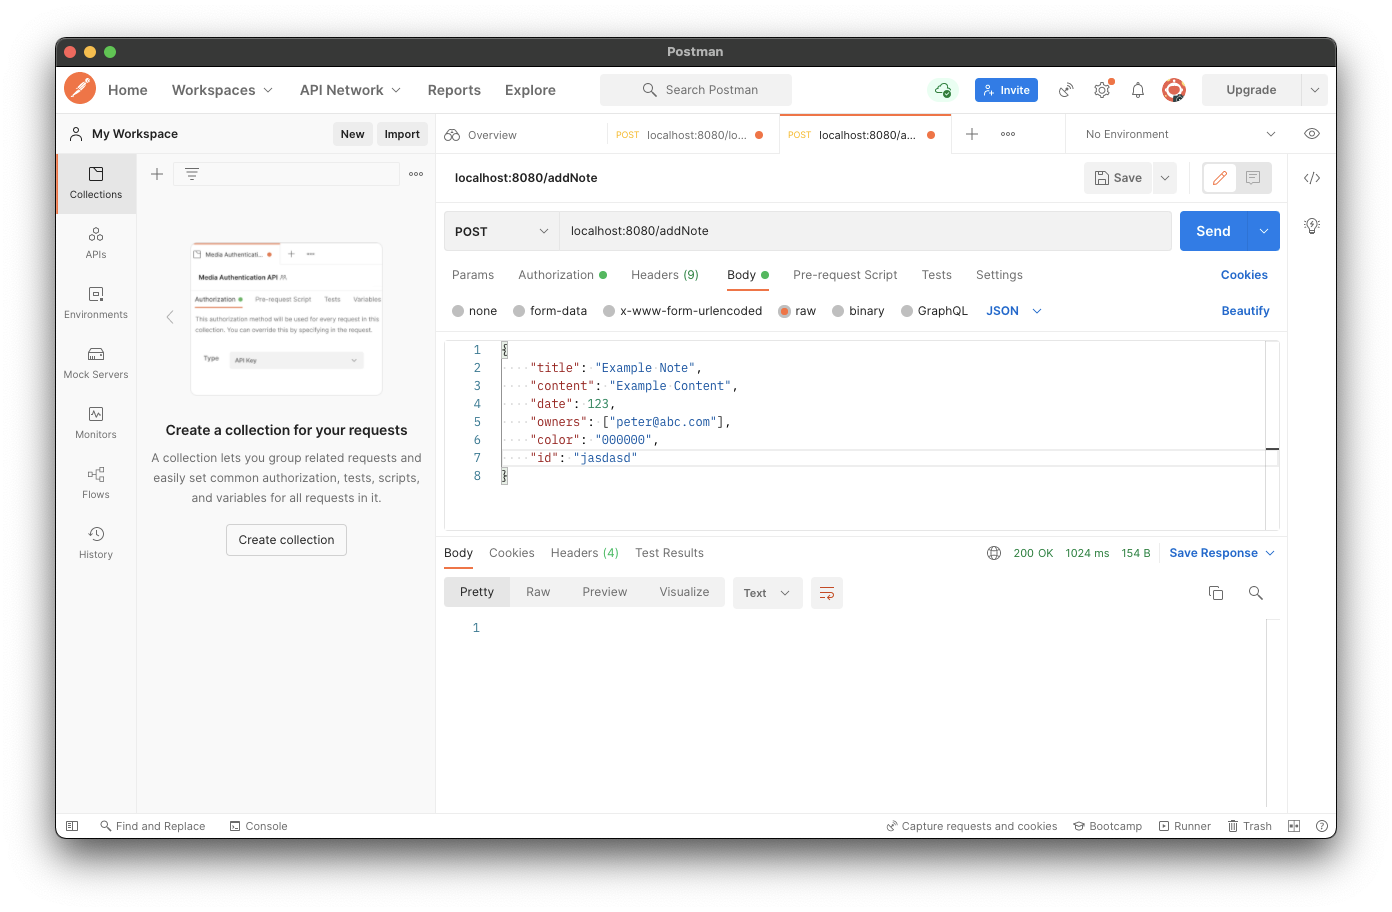 Postman
Home Workspaces API Network Reports Explore Search Postman Invite Upgrade
My Workspace New Import Overview POST localhost:8080/lo... POST localhost:8080/a... No Environment
Collections
APIs
Environments
Mock Servers
Monitors
Flows
History
Media Authenticati...
Media Authentication API
Authorization Pre-request Script Tests Variables
This authorization method will be used for every request in this
collection. You can override this by specifying in the request.
Type API Key
Create a collection for your requests
A collection lets you group related requests and
easily set common authorization, tests, scripts,
and variables for all requests in it.
Create collection
localhost:8080/addNote Save
POST localhost:8080/addNote Send
Params Authorization Headers (9) Body Pre-request Script Tests Settings Cookies
none form-data x-www-form-urlencoded raw binary GraphQL JSON Beautify
1 {
2 "title": "Example Note",
3 "content": "Example Content",
4 "date": 123,
5 "owners": ["peter@abc.com"],
6 "color": "000000",
7 "id": "jasdasd"
8 }
Body Cookies Headers (4) Test Results 200 OK 1024 ms 154 B Save Response
Pretty Raw Preview Visualize Text
1
Find and Replace Console Capture requests and cookies Bootcamp Runner Trash